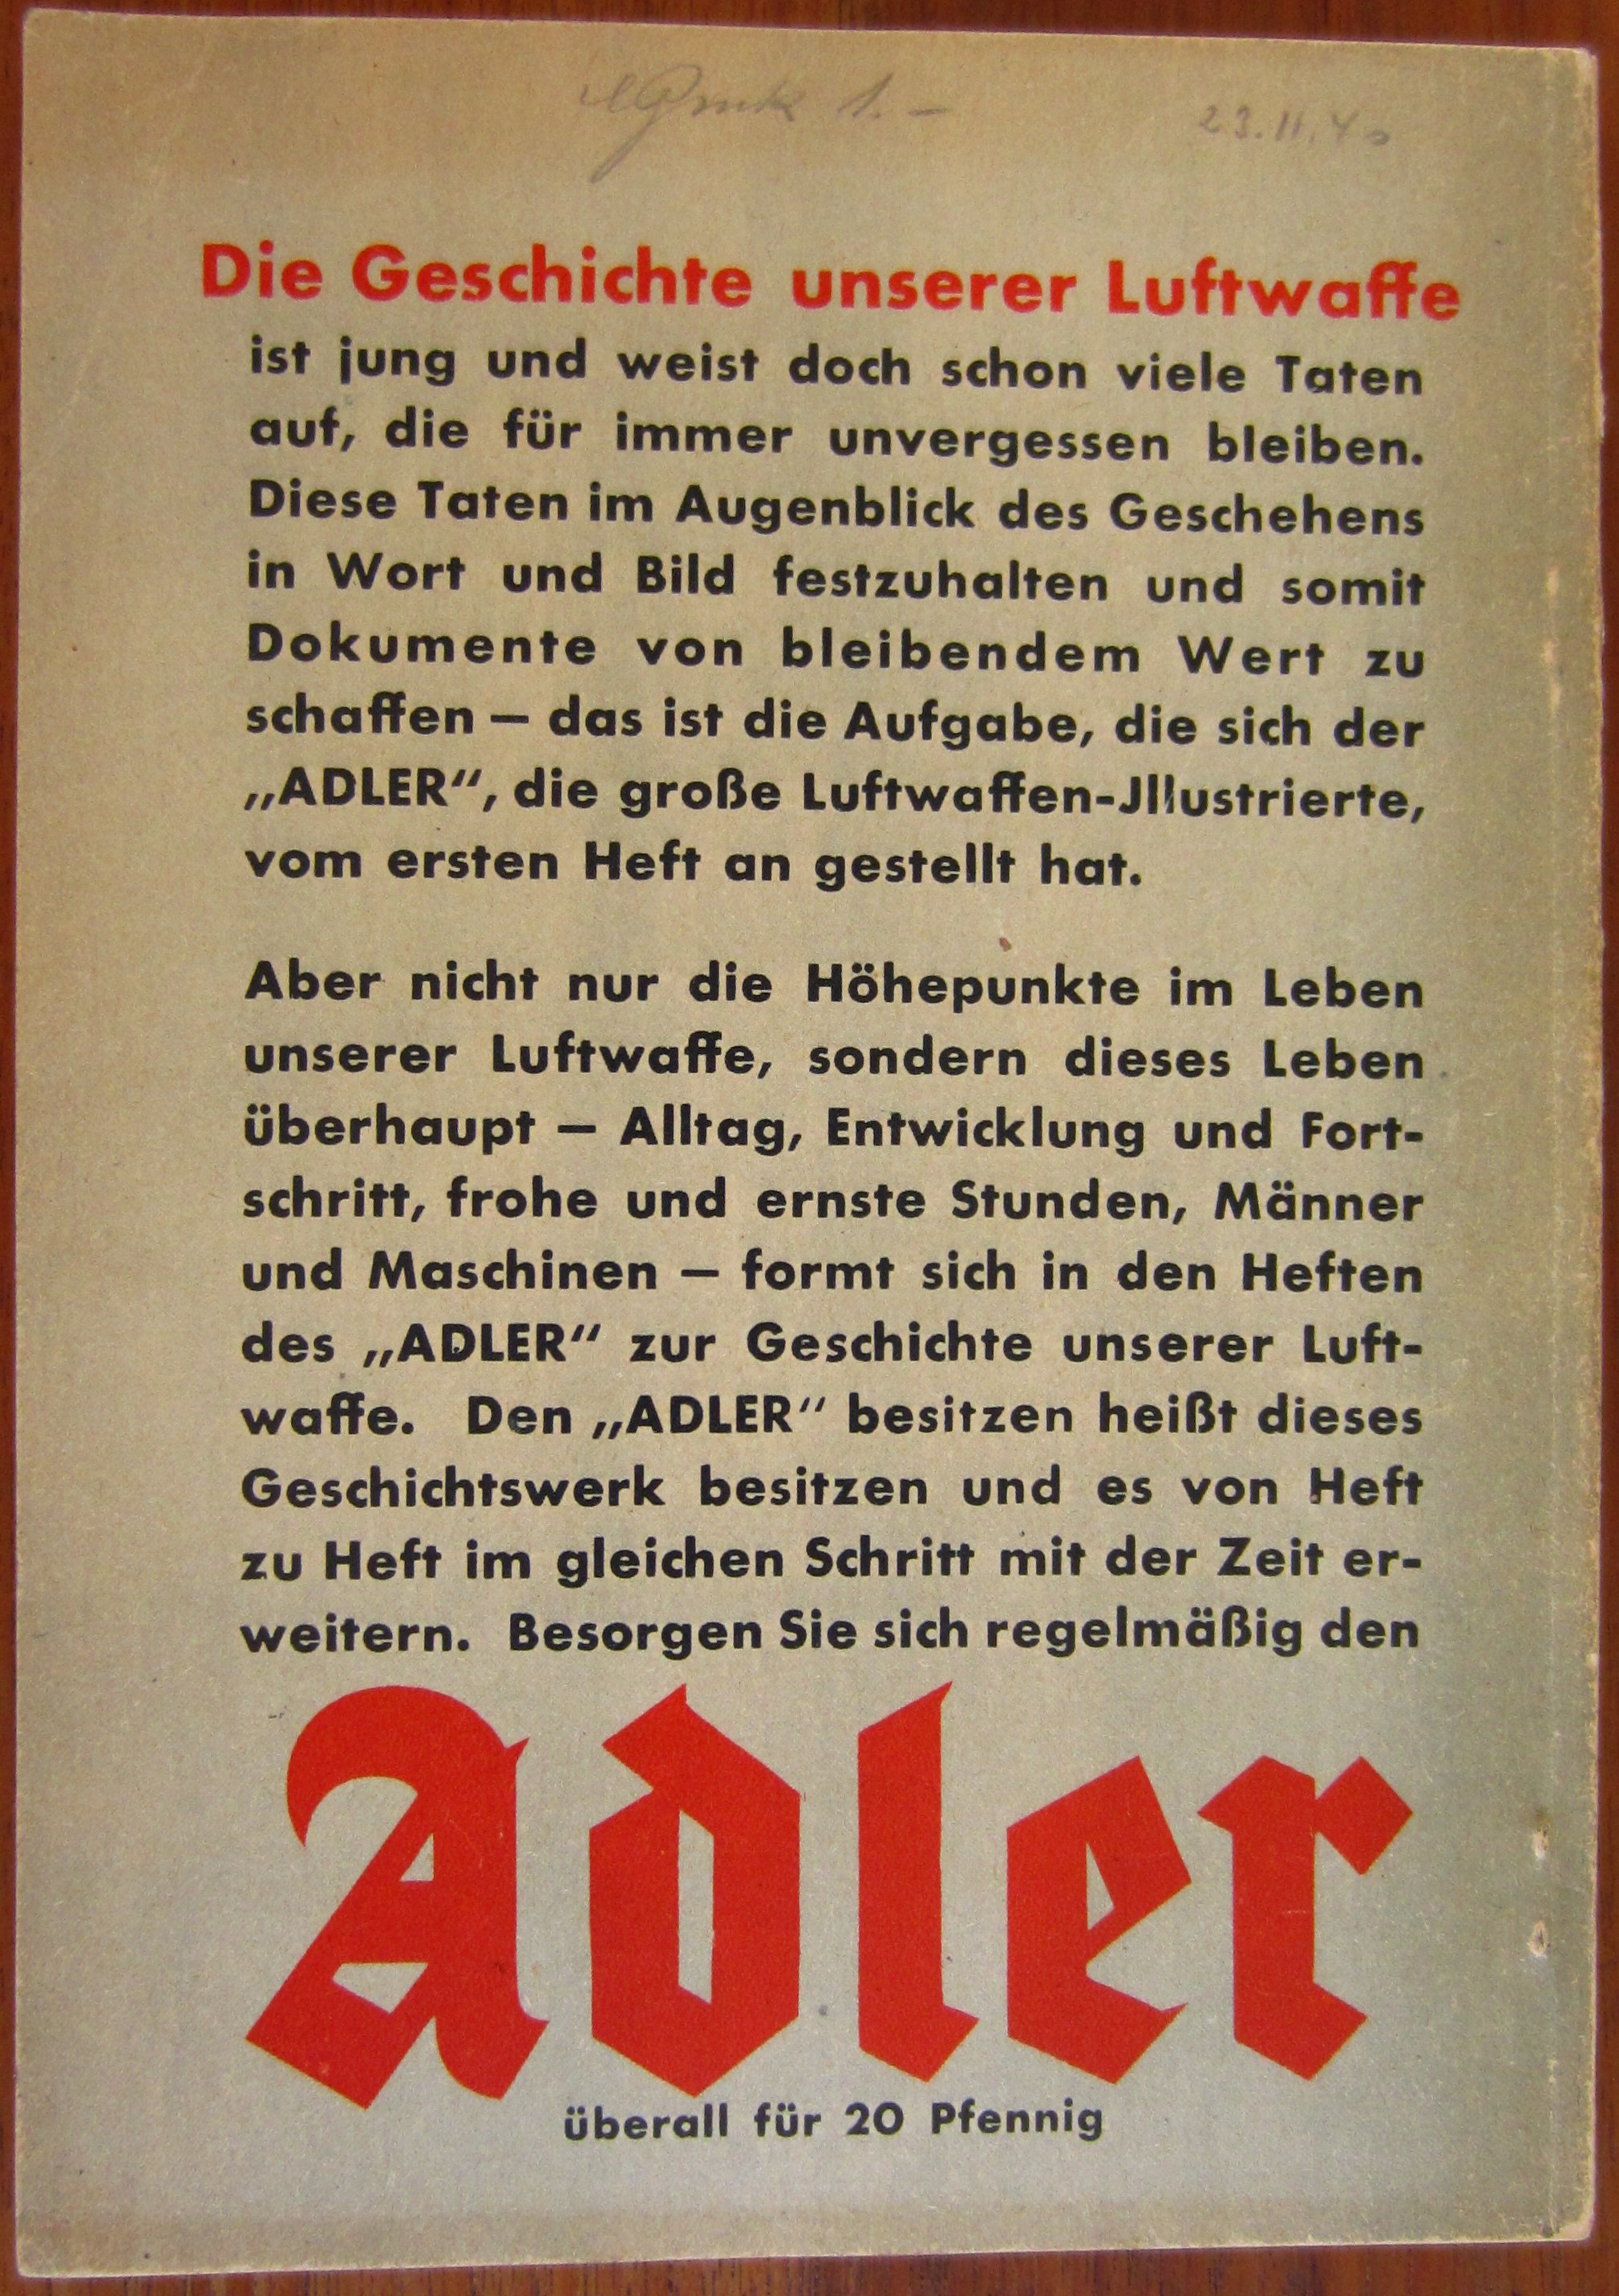 1.-
23.11.40
Die Geschichte unserer Luftwaffe
ist jung und weist doch schon viele Taten
auf, die für immer unvergessen bleiben.
Diese Taten im Augenblick des Geschehens
in Wort und Bild festzuhalten und somit
Dokumente von bleibendem Wert zu
schaffen — das ist die Aufgabe, die sich der
„ADLER“, die große Luftwaffen-Jllustrierte,
vom ersten Heft an gestellt hat.
Aber nicht nur die Höhepunkte im Leben
unserer Luftwaffe, sondern dieses Leben
überhaupt — Alltag, Entwicklung und Fort-
schritt, frohe und ernste Stunden, Männer
und Maschinen — formt sich in den Heften
des „ADLER“ zur Geschichte unserer Luft-
waffe. Den „ADLER“ besitzen heißt dieses
Geschichtswerk besitzen und es von Heft
zu Heft im gleichen Schritt mit der Zeit er-
weitern. Besorgen Sie sich regelmäßig den
Adler
überall für 20 Pfennig